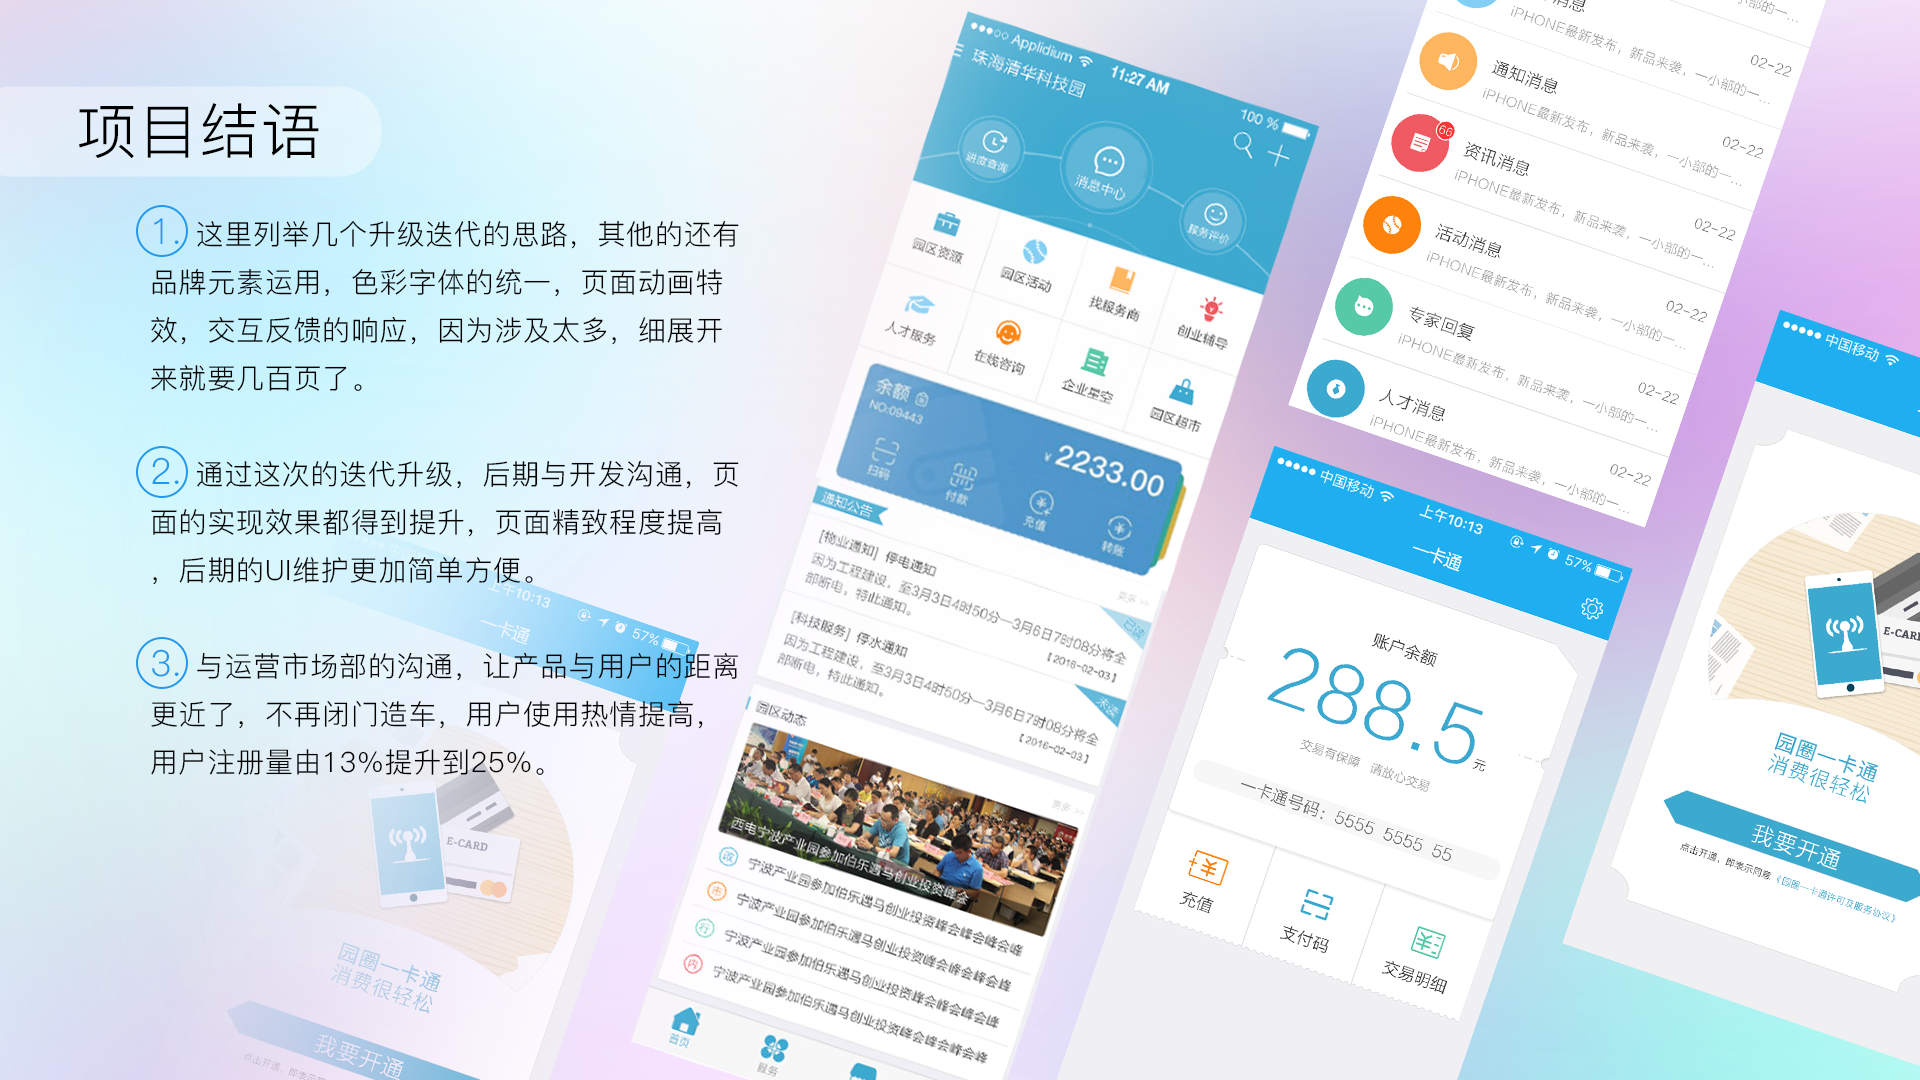 项目结语
1. 这里列举几个升级迭代的思路，其他的还有
品牌元素运用，色彩字体的统一，页面动画特
效，交互反馈的响应，因为涉及太多，细展开
来就要几百页了。
2. 通过这次的迭代升级，后期与开发沟通，页
面的实现效果都得到提升，页面精致程度提高
，后期的UI维护更加简单方便。
3. 与运营市场部的沟通，让产品与用户的距离
更近了，不再闭门造车，用户使用热情提高，
用户注册量由13%提升到25%。
上午10:13
57%
一卡通
E-CARD
园圈一卡通
消费很轻松
我要开通
点击开通，即表示同
Applidium
11:27 AM
100 %
珠海清华科技园
进度查询
消息中心
服务评价
园区资源
园区活动
找服务商
创业辅导
人才服务
在线咨询
企业星空
园区超市
余额
NO:09443
¥ 2233.00
扫码
付款
充值
转账
通知公告
更多 >>
[物业通知] 停电通知
已读
因为工程建设，至3月3日4时50分—3月6日7时08分将全
部断电，特此通知。
【2016-02-03】
[科技服务] 停水通知
未读
因为工程建设，至3月3日4时50分—3月6日7时08分将全
部断电，特此通知。
【2016-02-03】
园区动态
更多 >>
西电宁波产业园参加伯乐遇马创业投资峰会
宁波产业园参加伯乐遇马创业投资峰会峰会峰会峰
市 宁波产业园参加伯乐遇马创业投资峰会峰会峰会峰
行 宁波产业园参加伯乐遇马创业投资峰会峰会峰会峰
内 宁波产业园参加伯乐遇马创业投资峰会峰会峰会峰
首页
服务
消息
iPHONE最新发布，新品来袭，一小部的一...
02-22
通知消息
iPHONE最新发布，新品来袭，一小部的一...
02-22
66
资讯消息
iPHONE最新发布，新品来袭，一小部的一...
02-22
活动消息
iPHONE最新发布，新品来袭，一小部的一...
02-22
专家回复
iPHONE最新发布，新品来袭，一小部的一...
02-22
人才消息
iPHONE最新发布，新品来袭，一小部的一...
02-22
中国移动
上午10:13
57%
一卡通
账户余额
288.5元
交易有保障 请放心交易
一卡通号码：5555 5555 55
充值
支付码
交易明细
中国移动
E-CARD
园圈一卡通
消费很轻松
我要开通
点击开通，即表示同意《园圈一卡通许可及服务协议》